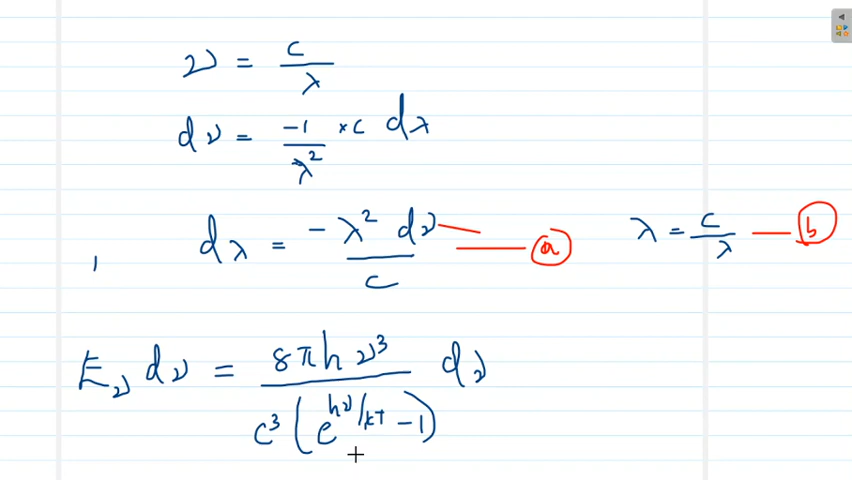 ν = c/λ
dν = -1/λ² × c dλ
dλ = -λ² dν/c — a λ = c/λ — b
E_ν dν = 8πhν³/c³(e^{hν/kT} - 1) dν